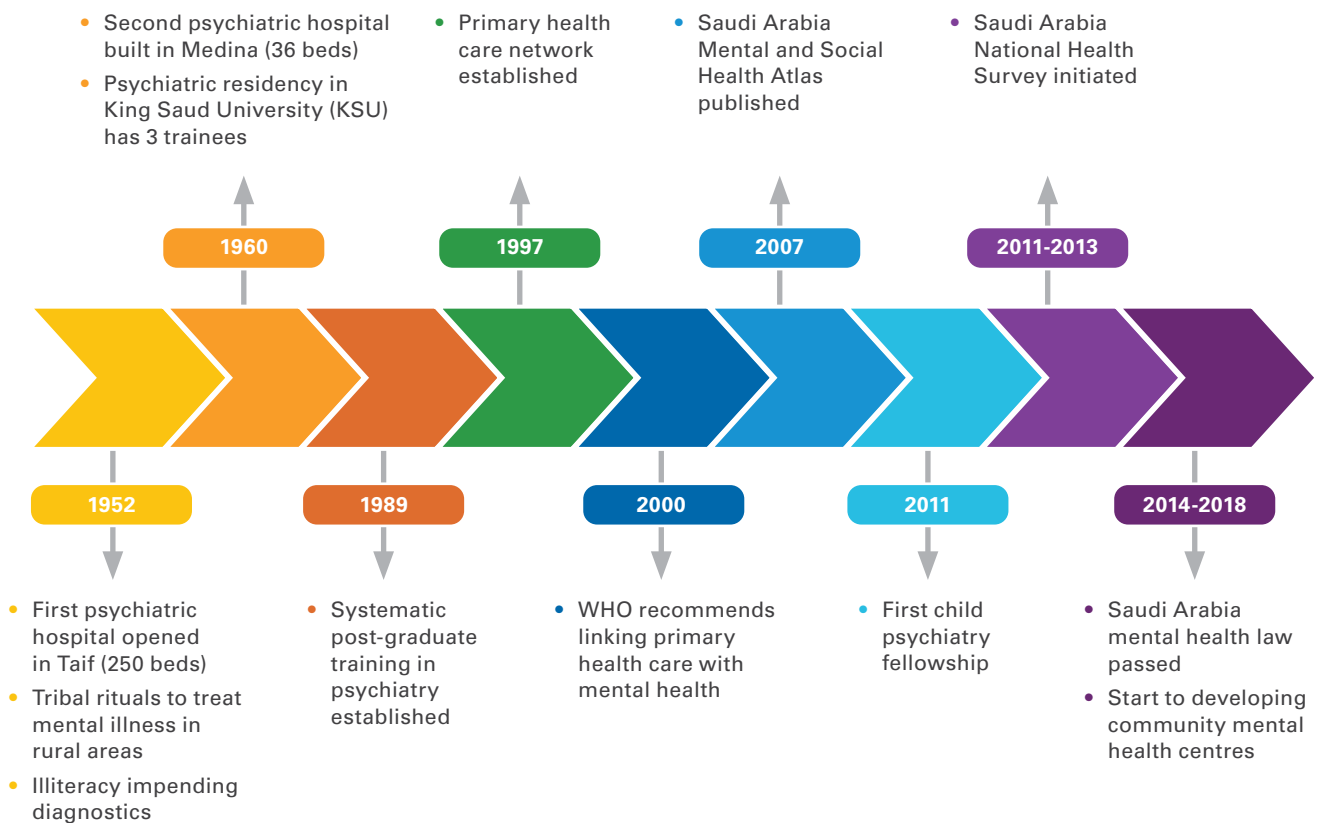 • Second psychiatric hospital
built in Medina (36 beds)
• Psychiatric residency in
King Saud University (KSU)
has 3 trainees
• Primary health
care network
established
• Saudi Arabia
Mental and Social
Health Atlas
published
• Saudi Arabia
National Health
Survey initiated
1960
1997
2007
2011-2013
1952
1989
2000
2011
2014-2018
• First psychiatric
hospital opened
in Taif (250 beds)
• Tribal rituals to treat
mental illness in
rural areas
• Illiteracy impending
diagnostics
• Systematic
post-graduate
training in
psychiatry
established
• WHO recommends
linking primary
health care with
mental health
• First child
psychiatry
fellowship
• Saudi Arabia
mental health law
passed
• Start to developing
community mental
health centres